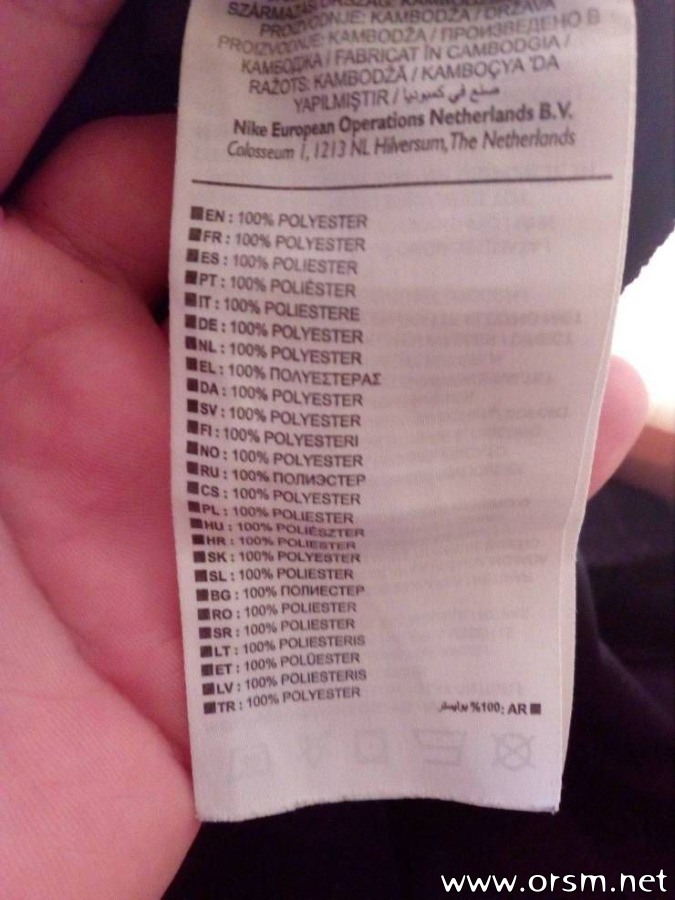 SZÁRMAZÁSI ORSZÁG: KAMBODZSA /
PROIZVODNJE: KAMBODŽA / DRŽAVA
PROIZVODNJE: KAMBODŽA / ПРОИЗВЕДЕНО В
КАМБОДЖА / FABRICAT ÎN CAMBODGIA /
RAŽOTS: KAMBODŽĀ / KAMBOÇYA 'DA
YAPILMIŞTIR / صنع في كمبوديا
Nike European Operations Netherlands B.V.
Colosseum 1, 1213 NL Hilversum, The Netherlands
EN : 100% POLYESTER
FR : 100% POLYESTER
ES : 100% POLIESTER
PT : 100% POLIÉSTER
IT : 100% POLIESTERE
DE : 100% POLYESTER
NL : 100% POLYESTER
EL : 100% ΠΟΛΥΕΣΤΕΡΑΣ
DA : 100% POLYESTER
SV : 100% POLYESTER
FI : 100% POLYESTERI
NO : 100% POLYESTER
RU : 100% ПОЛИЭСТЕР
CS : 100% POLYESTER
PL : 100% POLIESTER
HU : 100% POLIÉSZTER
HR : 100% POLIESTER
SK : 100% POLYESTER
SL : 100% POLIESTER
BG : 100% ПОЛИЕСТЕР
RO : 100% POLIESTER
SR : 100% POLIESTER
LT : 100% POLIESTERIS
ET : 100% POLÜESTER
LV : 100% POLIESTERIS
TR : 100% POLYESTER
AR :100% بوليستر
www.orsm.net